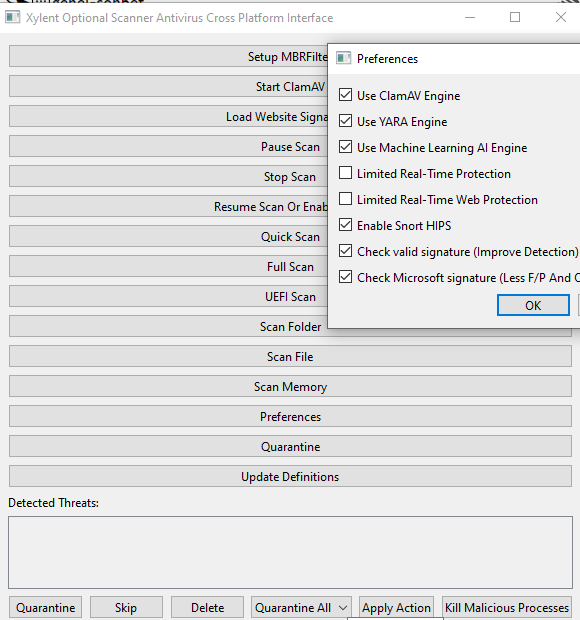 Xylent Optional Scanner Antivirus Cross Platform Interface
Setup MBRFilte
Start ClamAV
Load Website Signa
Pause Scan
Stop Scan
Resume Scan Or Enab
Quick Scan
Full Scan
UEFI Scan
Scan Folder
Scan File
Scan Memory
Preferences
Quarantine
Update Definitions
Detected Threats:
Quarantine
Skip
Delete
Quarantine All
Apply Action
Kill Malicious Processes
Preferences
Use ClamAV Engine
Use YARA Engine
Use Machine Learning AI Engine
Limited Real-Time Protection
Limited Real-Time Web Protection
Enable Snort HIPS
Check valid signature (Improve Detection)
Check Microsoft signature (Less F/P And
OK